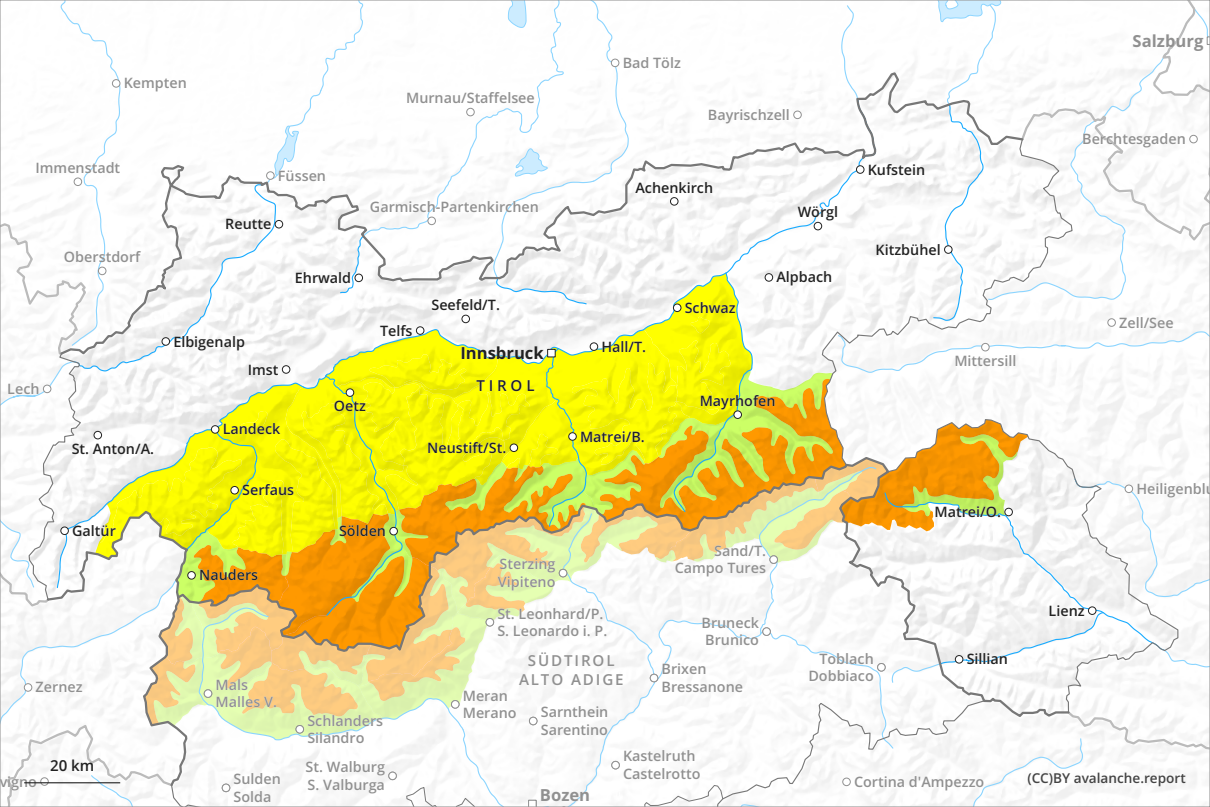 Salzburg
Kempten
Bad Tölz
Murnau/Staffelsee
Bayrischzell
Berchtesgaden
Immenstadt
Füssen
Kufstein
Achenkirch
Garmisch-Partenkirchen
Wörgl
Reutte
Kitzbühel
Oberstdorf
Ehrwald
Alpbach
Seefeld/T.
Schwaz
Telfs
Zell/See
Elbigenalp
Innsbruck
Hall/T.
Mittersill
Imst
TIROL
Lech
Oetz
Mayrhofen
Landeck
Matrei/B.
St. Anton/A.
Neustift/St.
Serfaus
Heiligenblu
Galtür
Sölden
Matrei/O.
Sterzing
Vipiteno
Sand/T.
Campo Tures
Nauders
St. Leonhard/P.
S. Leonardo i. P.
Lienz
Bruneck
Brunico
SÜDTIROL
ALTO ADIGE
Sillian
Toblach
Dobbiaco
Brixen
Bressanone
Zernez
Mals
Malles V.
Meran
Merano
Schlanders
Silandro
Sarnthein
Sarentino
Kastelruth
Castelrotto
20 km
St. Walburg
S. Valburga
vigno
Sulden
Solda
Cortina d'Ampezzo
(CC)BY avalanche.report
Bozen